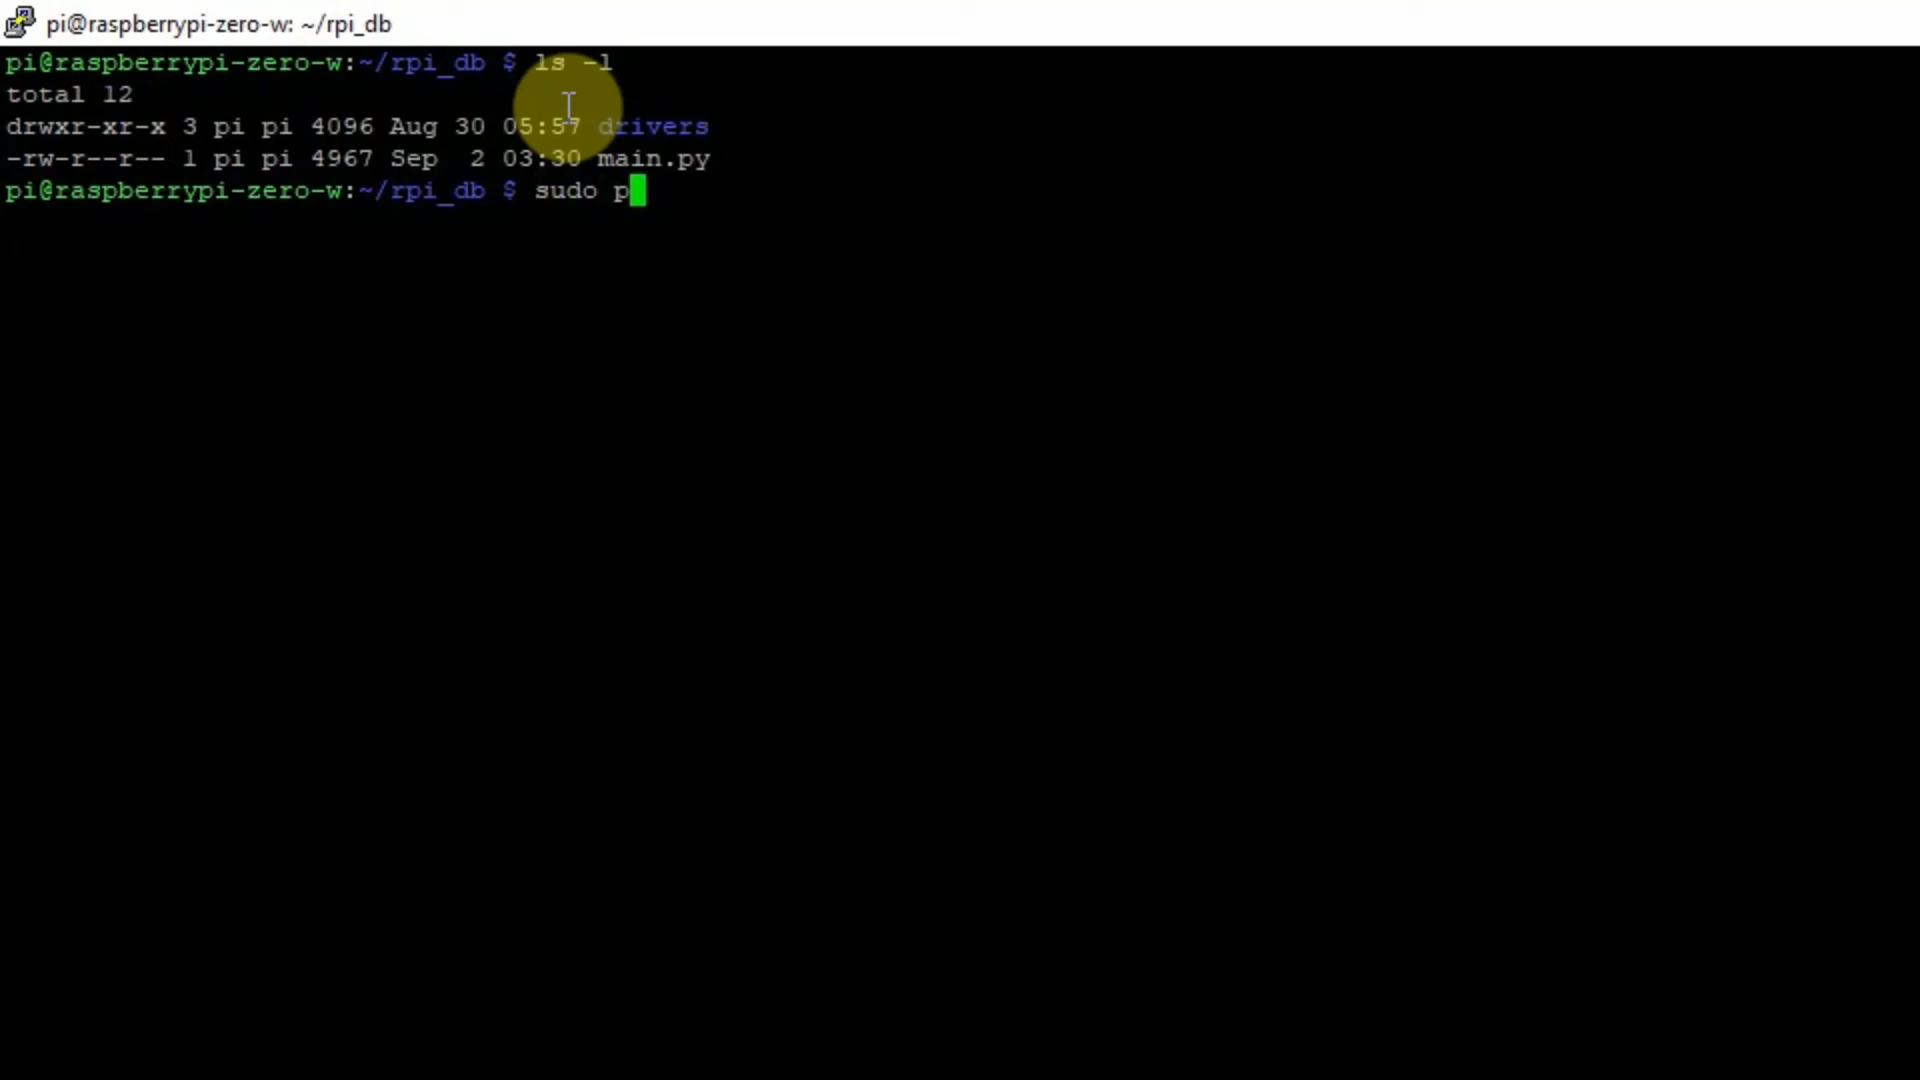 pi@raspberrypi-zero-w: ~/rpi_db
pi@raspberrypi-zero-w:~/rpi_db $ ls -l
total 12
drwxr-xr-x 3 pi pi 4096 Aug 30 05:57 drivers
-rw-r--r-- 1 pi pi 4967 Sep  2 03:30 main.py
pi@raspberrypi-zero-w:~/rpi_db $ sudo p